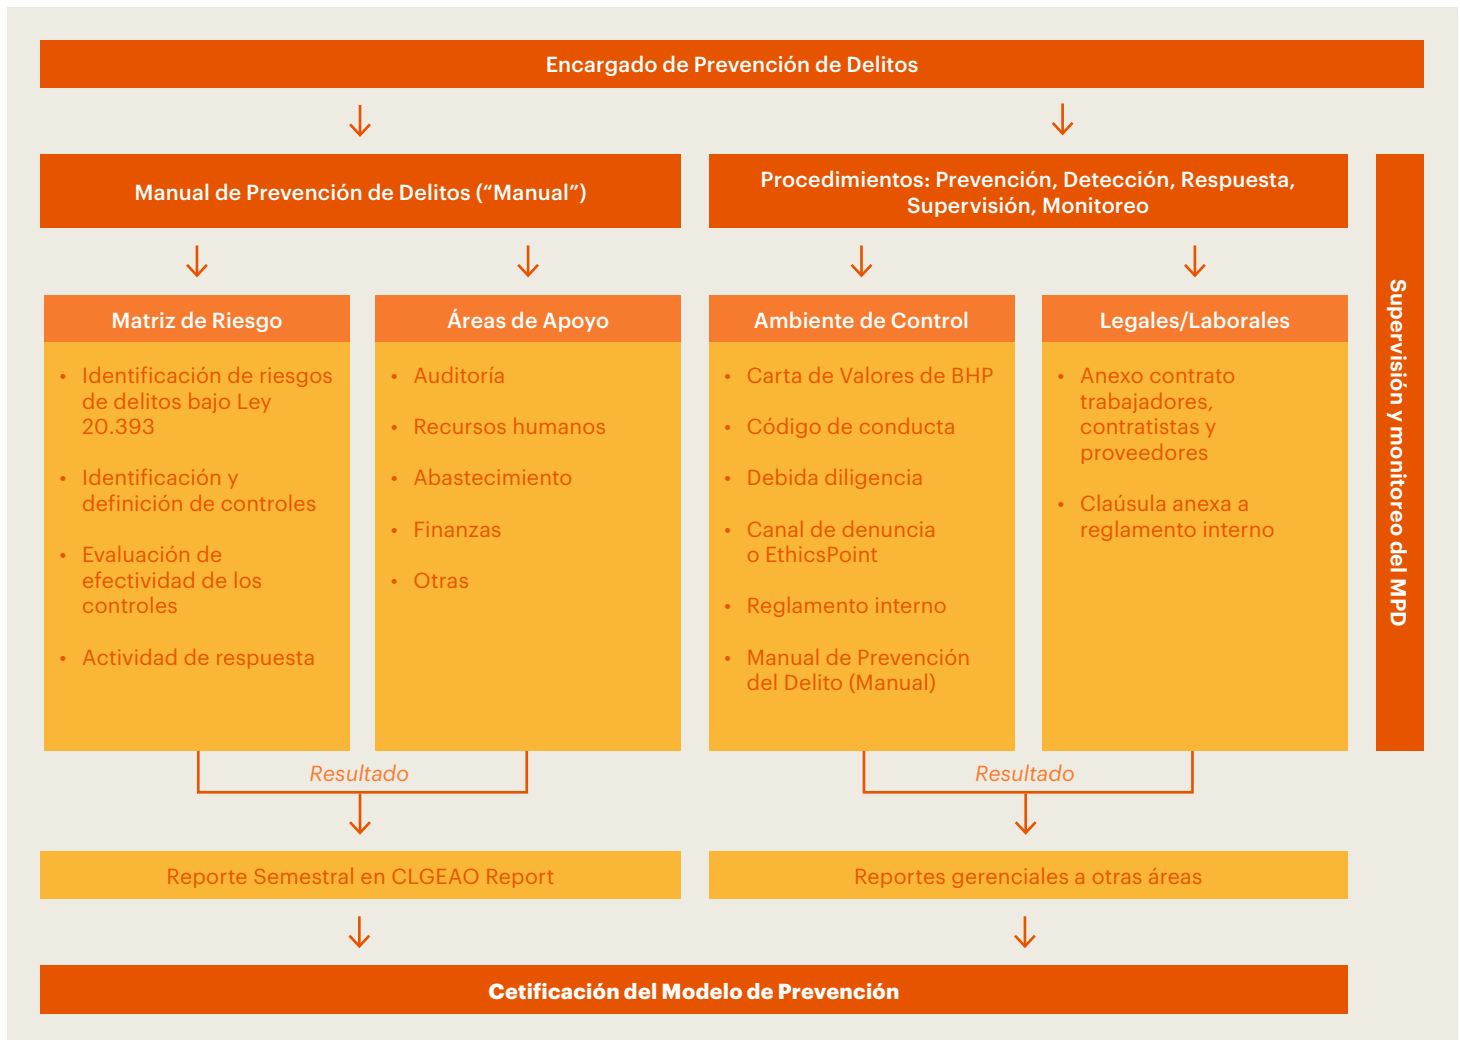 Encargado de Prevención de Delitos
Manual de Prevención de Delitos (“Manual”)
Procedimientos: Prevención, Detección, Respuesta,
Supervisión, Monitoreo
Matriz de Riesgo
• Identificación de riesgos
de delitos bajo Ley
20.393
• Identificación y
definición de controles
• Evaluación de
efectividad de los
controles
• Actividad de respuesta
Áreas de Apoyo
• Auditoría
• Recursos humanos
• Abastecimiento
• Finanzas
• Otras
Ambiente de Control
• Carta de Valores de BHP
• Código de conducta
• Debida diligencia
• Canal de denuncia
o EthicsPoint
• Reglamento interno
• Manual de Prevención
del Delito (Manual)
Legales/Laborales
• Anexo contrato
trabajadores,
contratistas y
proveedores
• Claúsula anexa a
reglamento interno
Supervisión y monitoreo del MPD
Resultado
Resultado
Reporte Semestral en CLGEAO Report
Reportes gerenciales a otras áreas
Cetificación del Modelo de Prevención